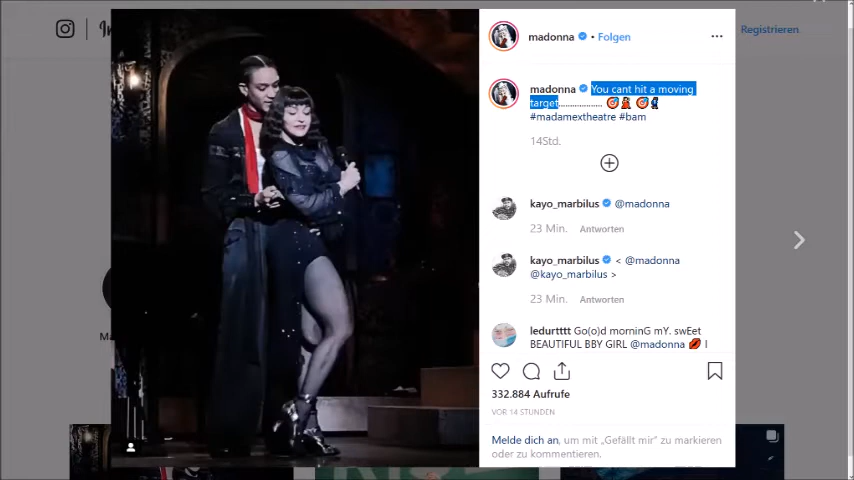 In
Registrieren
madonna • Folgen
madonna You cant hit a moving
target................... 🎯💃 🎯🕺
#madamextheatre #bam
14Std.
kayo_marbilus @madonna
23 Min. Antworten
kayo_marbilus < @madonna
@kayo_marbilus >
23 Min. Antworten
ledurtttt Go(o)d morninG mY. swEet
BEAUTIFUL BBY GIRL @madonna 💋 I
332.884 Aufrufe
VOR 14 STUNDEN
Melde dich an, um mit „Gefällt mir“ zu markieren
oder zu kommentieren.